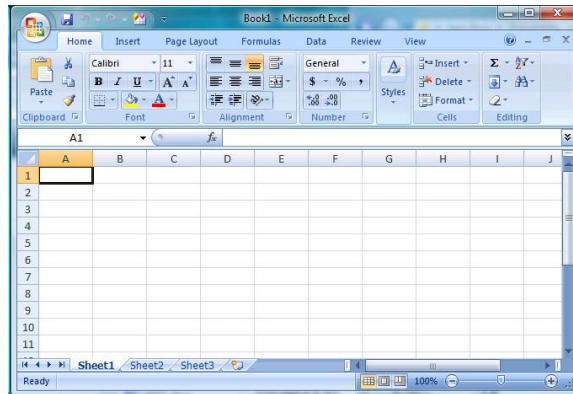 Book1 - Microsoft Excel
Home Insert Page Layout Formulas Data Review View
Paste
Calibri 11
B I U A A
A
General
$ % ,
.00 .0
Styles
Insert
Delete
Format
Σ
Clipboard Font Alignment Number Cells Editing
A1 fx
A B C D E F G H I J
1
2
3
4
5
6
7
8
9
10
11
Sheet1 Sheet2 Sheet3
Ready 100%